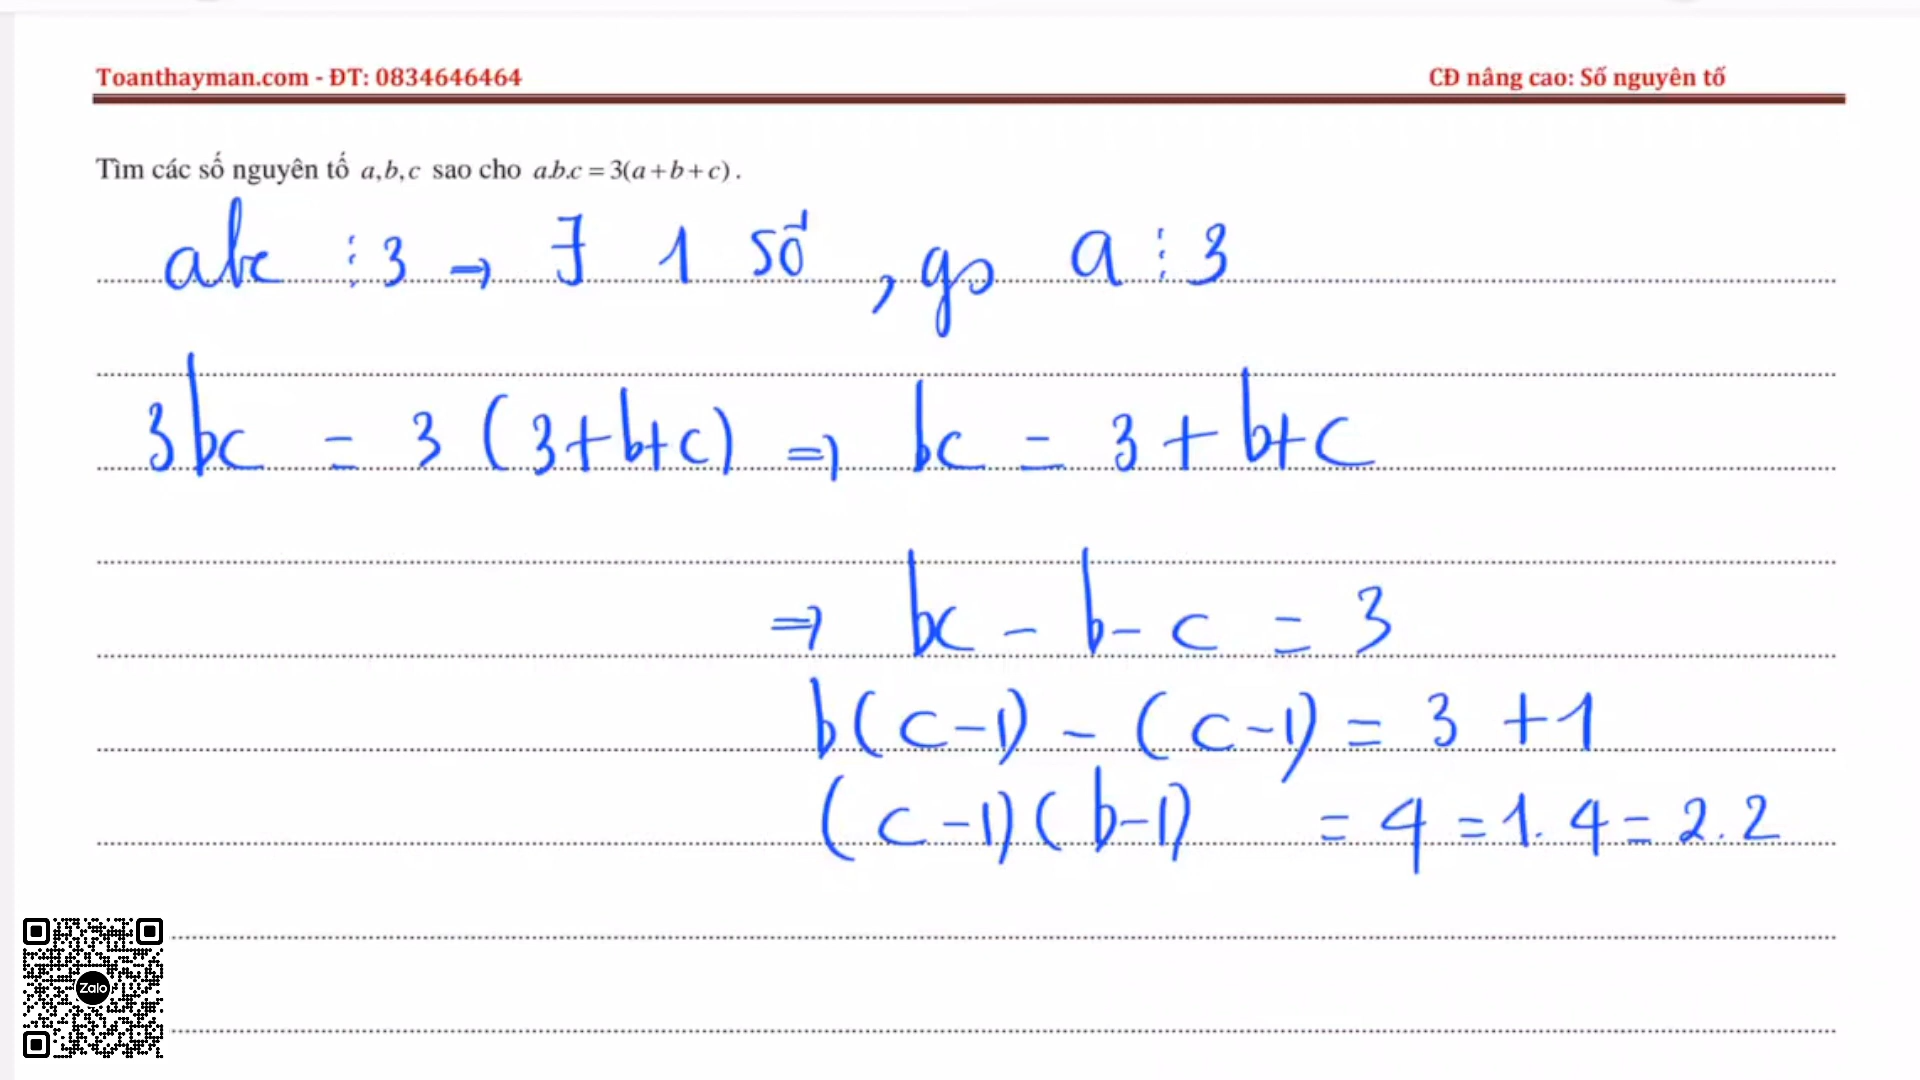 Toanthayman.com - ĐT: 0834646464 CĐ nâng cao: Số nguyên tố
Tìm các số nguyên tố a,b,c sao cho a.b.c = 3(a+b+c).
abc ⋮ 3 → ∃ 1 số , gs a ⋮ 3
3bc = 3 (3+b+c) ⇒ bc = 3 + b+c
⇒ bc - b - c = 3
b(c-1) - (c-1) = 3 +1
(c-1)(b-1) = 4 = 1.4 = 2.2
Zalo